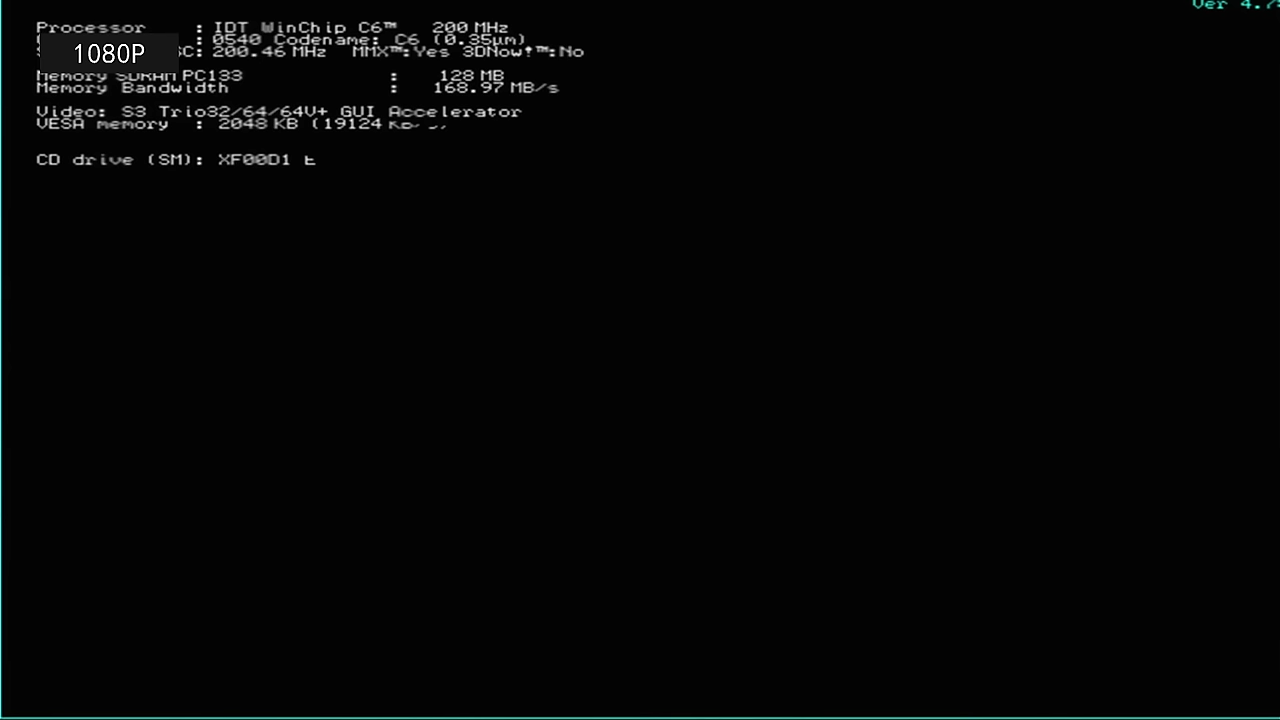 Ver 4.7
Processor : IDT WinChip C6™ 200 MHz
: 0540 Codename: C6 (0.35µm)
1080P
SC: 200.46 MHz MMX™:Yes 3DNow!™:No
Memory SDRAM PC133 : 128 MB
Memory Bandwidth : 168.97 MB/s
Video: S3 Trio32/64/64V+ GUI Accelerator
VESA memory : 2048 KB (19124
CD drive (SM): XF00D1 E